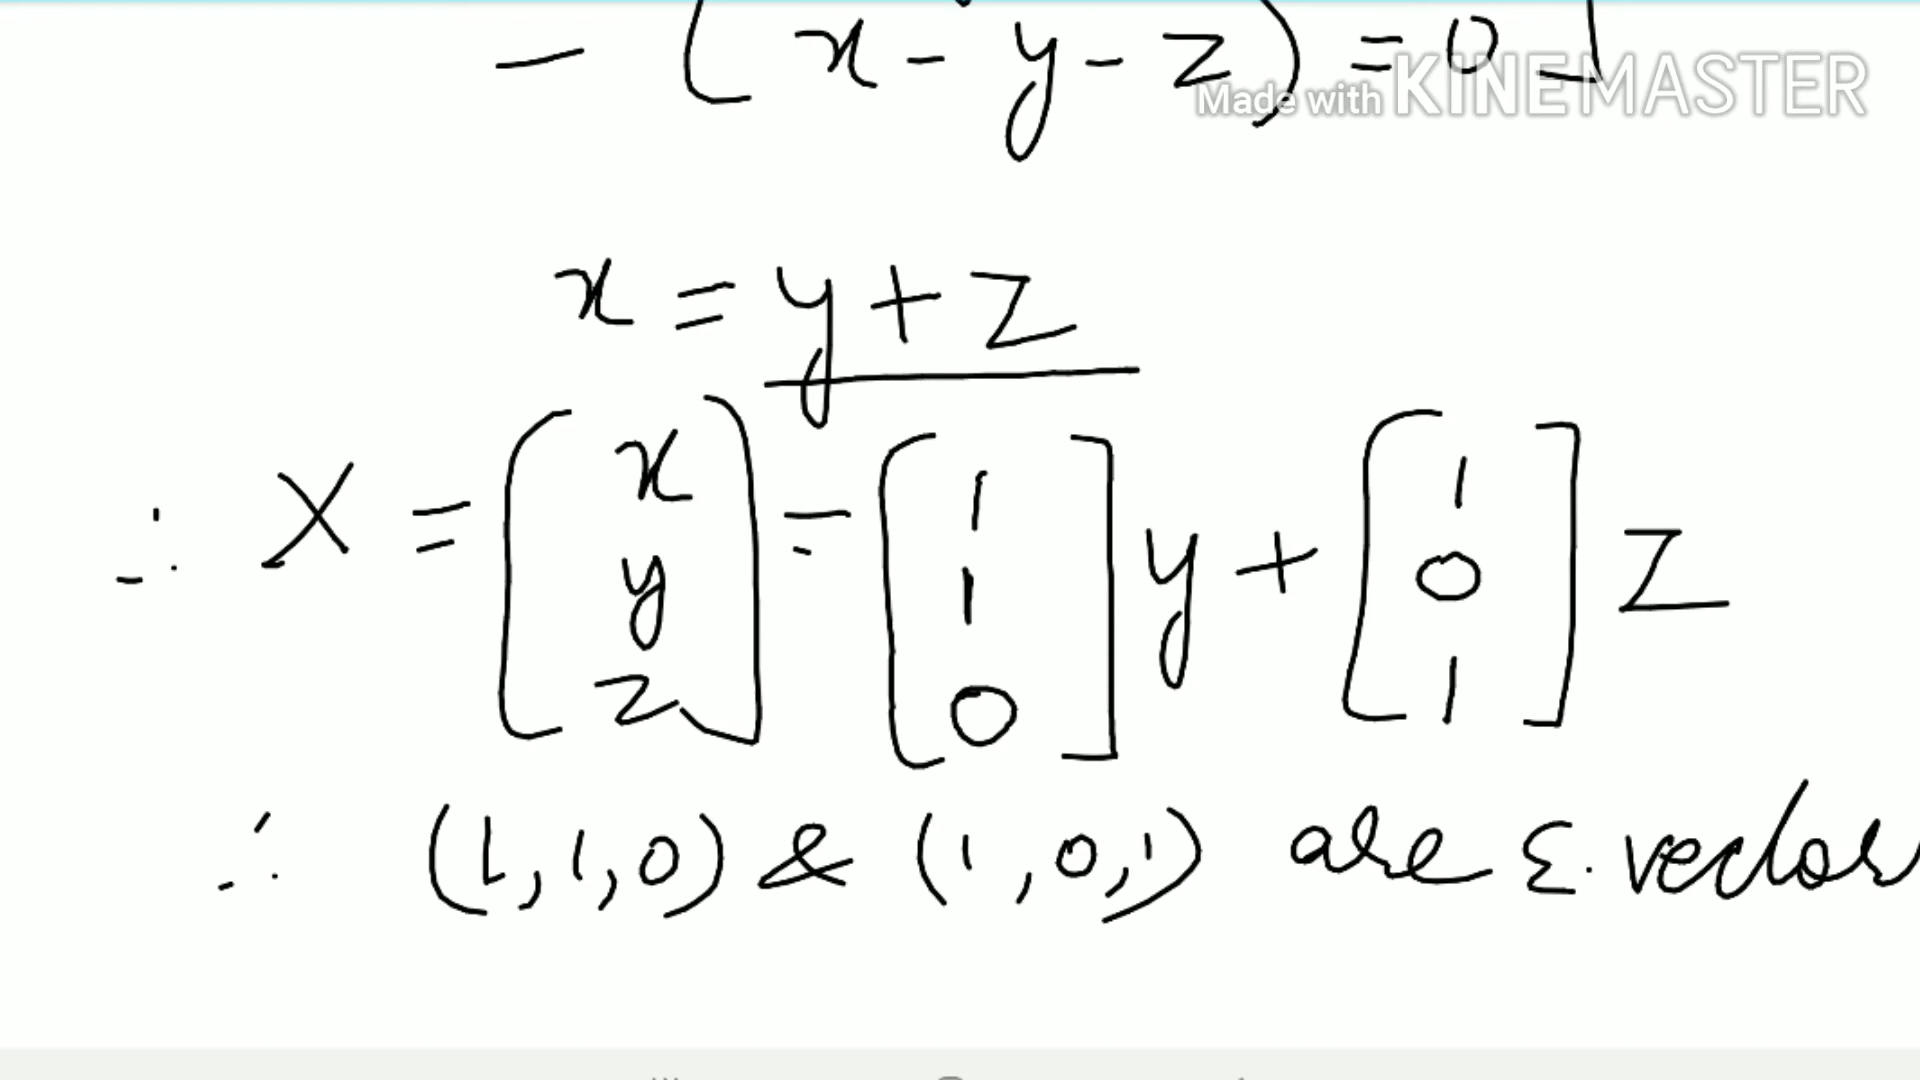 - (x - y - z) = 0]
Made with KINEMASTER
x = y + z
∴ X = [x y z] = [1 1 0] y + [1 0 1] z
∴ (1, 1, 0) & (1, 0, 1) are E. vector